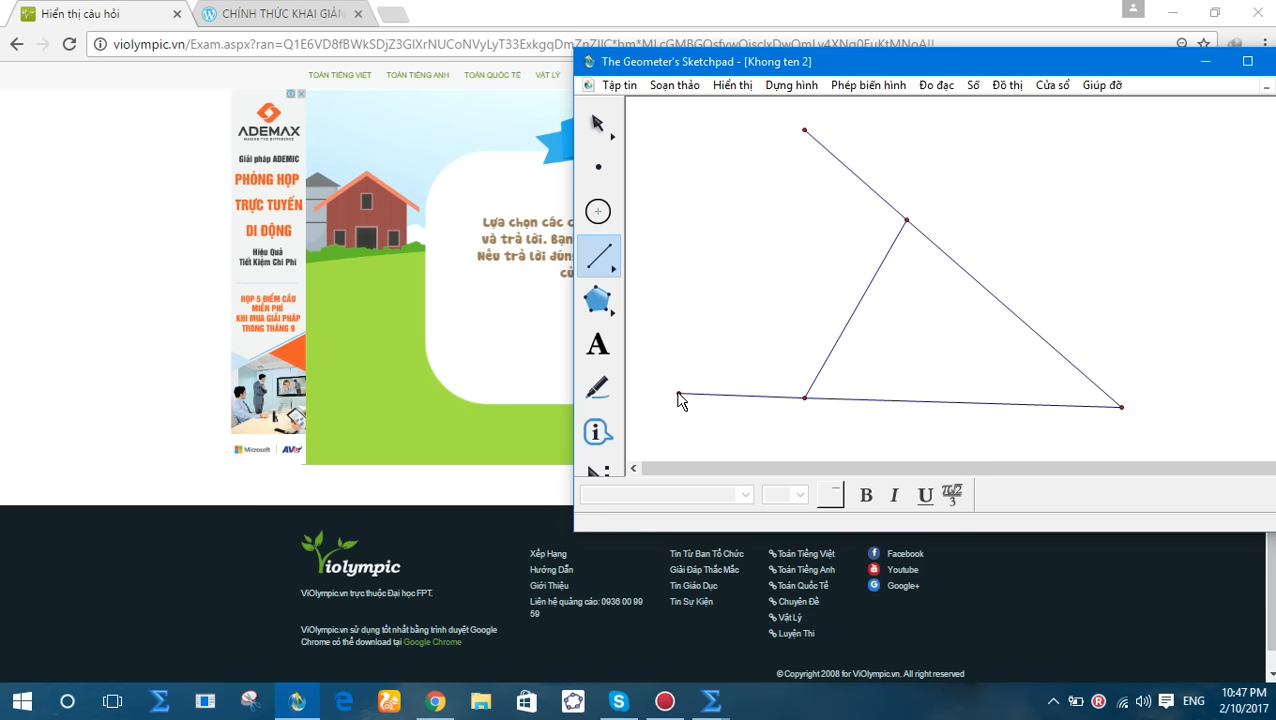 Hiển thị câu hỏi
CHÍNH THỨC KHAI GIẢN
violympic.vn/Exam.aspx?ran=
The Geometer's Sketchpad - [Khong ten 2]
Tập tin Soạn thảo Hiển thị Dựng hình Phép biến hình Đo đạc Số Đồ thị Cửa sổ Giúp đỡ
TOÁN TIẾNG VIỆT TOÁN TIẾNG ANH TOÁN QUỐC TẾ VẬT LÝ
ADEMAX
MAKING THE DIFFERENCE
Giải pháp ADEMIC
PHÒNG HỌP
TRỰC TUYẾN
DI ĐỘNG
Hiệu Quả
Tiết Kiệm Chi Phí
HỌP 5 ĐIỂM CẦU
MIỄN PHÍ
KHI MUA GIẢI PHÁP
TRONG THÁNG 9
Microsoft AVer
Lựa chọn các c
và trả lời. Bạn
Nếu trả lời đún
củ
A
i
B I U
Violympic
ViOlympic.vn trực thuộc Đại học FPT.
ViOlympic.vn sử dụng tốt nhất bằng trình duyệt Google
Chrome có thể download tại Google Chrome
Xếp Hạng
Hướng Dẫn
Giới Thiệu
Liên hệ quảng cáo: 0936 00 99
59
Tin Từ Ban Tổ Chức
Giải Đáp Thắc Mắc
Tin Giáo Dục
Tin Sự Kiện
Toán Tiếng Việt
Toán Tiếng Anh
Toán Quốc Tế
Chuyên Đề
Vật Lý
Luyện Thi
Facebook
Youtube
Google+
© Copyright 2008 for ViOlympic.vn. All right reserved
ENG
10:47 PM
2/10/2017